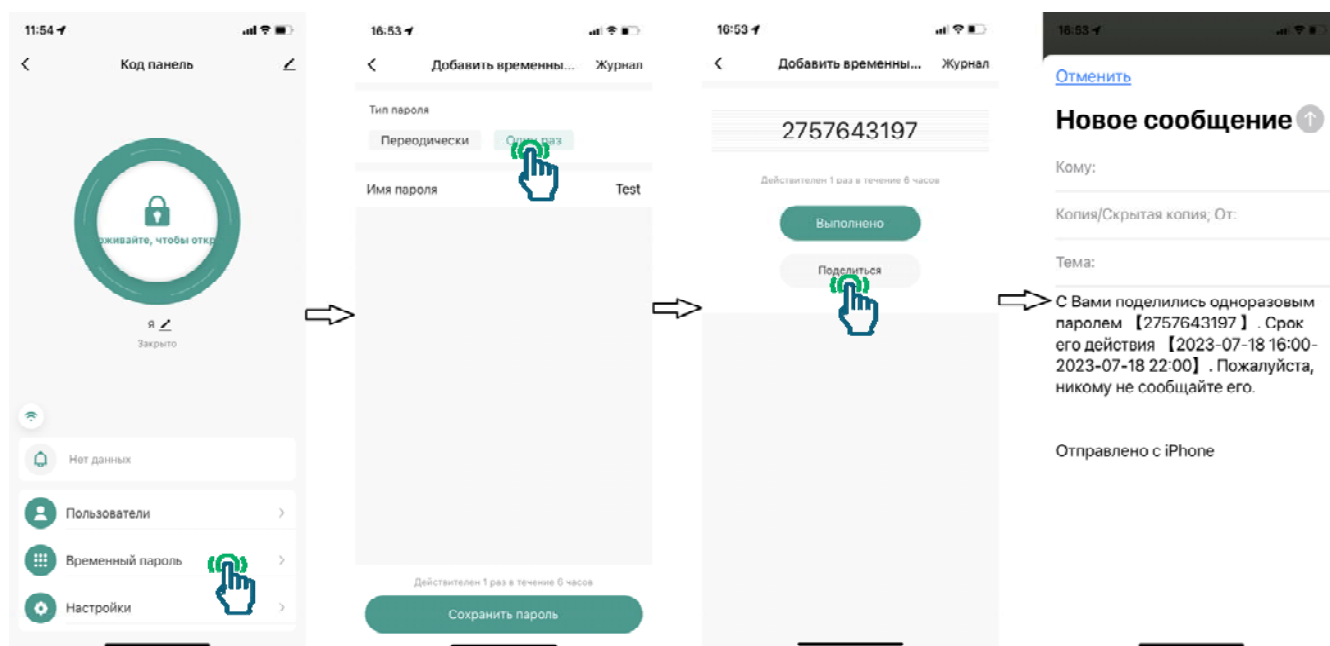 11:54
Код панель
рживайте, чтобы откр
я
Закрыто
Нет данных
Пользователи
Временный пароль
Настройки
16:53
Добавить временны... Журнал
Тип пароля
Переодически Один раз
Имя пароля Test
Действителен 1 раз в течение 6 часов
Сохранить пароль
16:53
Добавить временны... Журнал
2757643197
Действителен 1 раз в течение 6 часов
Выполнено
Поделиться
16:53
Отменить
Новое сообщение
Кому:
Копия/Скрытая копия; От:
Тема:
С Вами поделились одноразовым
паролем 【2757643197 】 . Срок
его действия 【2023-07-18 16:00-
2023-07-18 22:00】 . Пожалуйста,
никому не сообщайте его.
Отправлено с iPhone